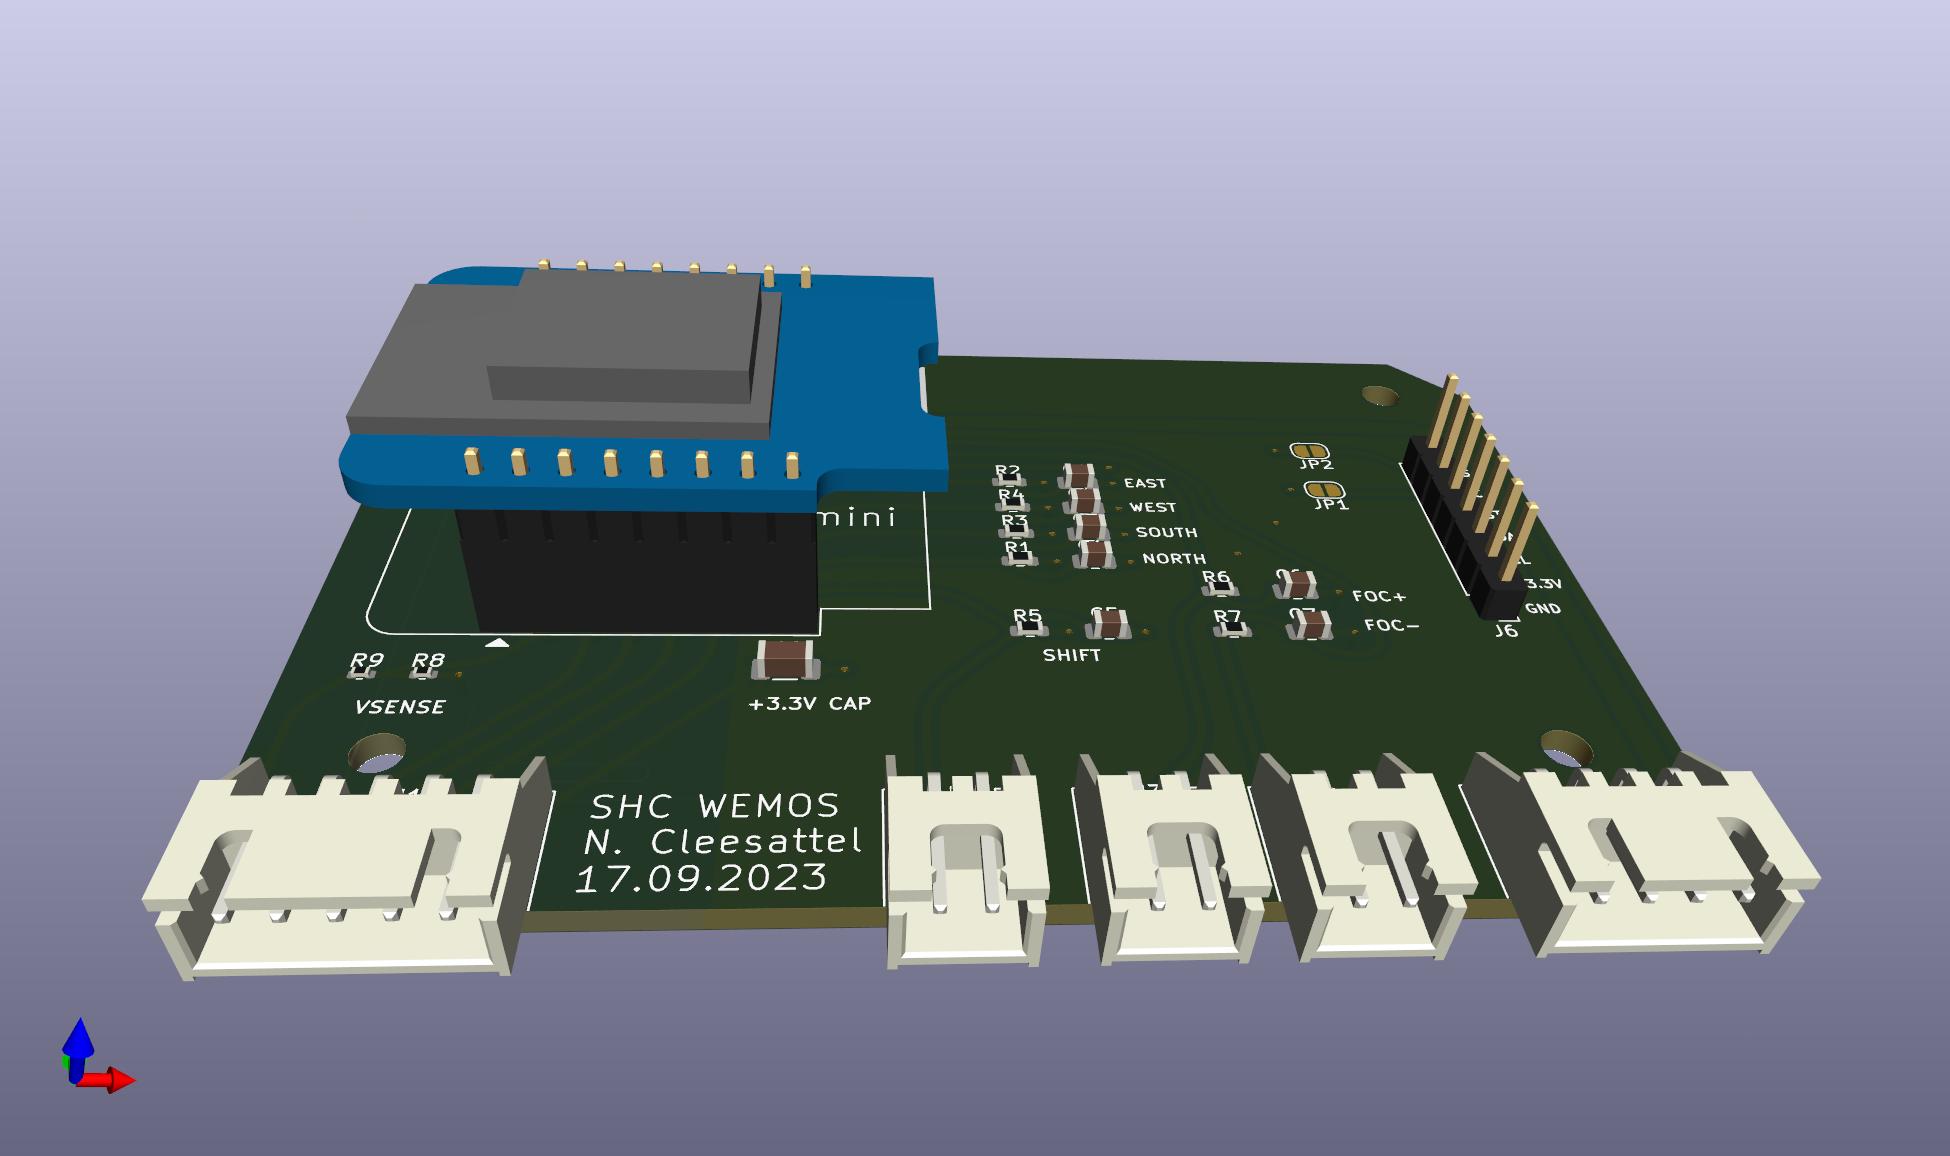 mini
R2
EAST
R4
WEST
R3
SOUTH
R1
NORTH
JP2
JP1
R6
FOC+
R7
FOC-
R5
SHIFT
3.3V
GND
J6
R9 R8
VSENSE
+3.3V CAP
SHC WEMOS
N. Cleesattel
17.09.2023